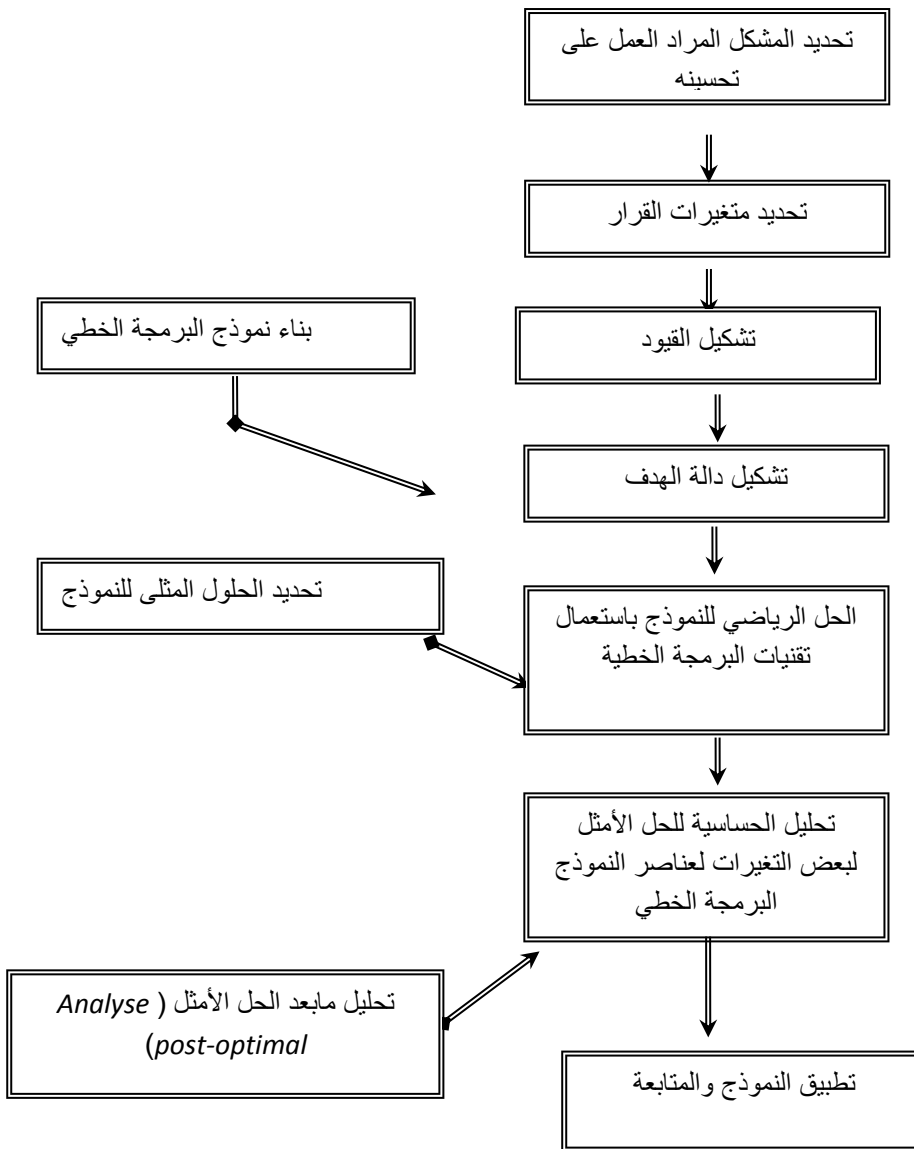 تحديد المشكل المراد العمل على
تحسينه
تحديد متغيرات القرار
بناء نموذج البرمجة الخطي
تشكيل القيود
تشكيل دالة الهدف
تحديد الحلول المثلى للنموذج
الحل الرياضي للنموذج باستعمال
تقنيات البرمجة الخطية
تحليل الحساسية للحل الأمثل
لبعض التغيرات لعناصر النموذج
البرمجة الخطي
تحليل مابعد الحل الأمثل ( Analyse
post-optimal)
تطبيق النموذج والمتابعة